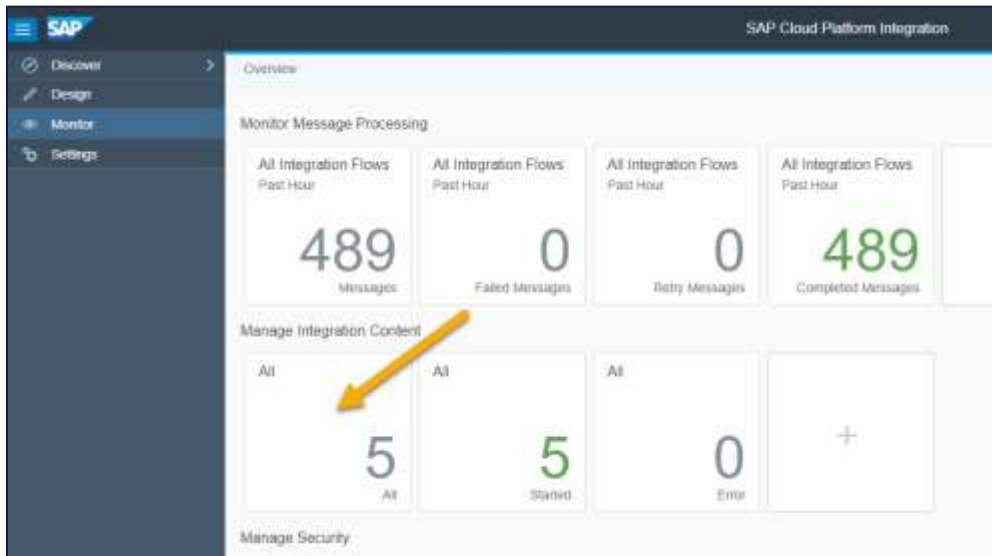 SAP
SAP Cloud Platform Integration
Discover
Design
Monitor
Settings
Overview
Monitor Message Processing
All Integration Flows
Past Hour
489
Messages
All Integration Flows
Past Hour
0
Failed Messages
All Integration Flows
Past Hour
0
Retry Messages
All Integration Flows
Past Hour
489
Completed Messages
Manage Integration Content
All
5
All
All
5
Started
All
0
Error
+
Manage Security